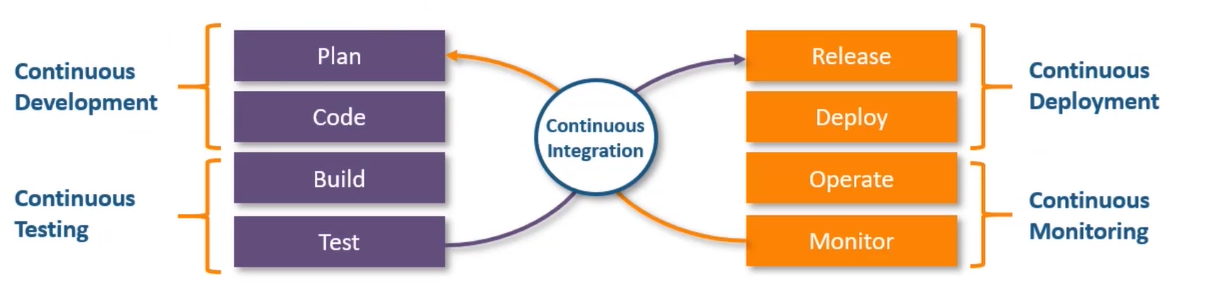 Continuous
Development
Plan
Code
Continuous
Testing
Build
Test
Continuous
Integration
Release
Deploy
Continuous
Deployment
Operate
Monitor
Continuous
Monitoring